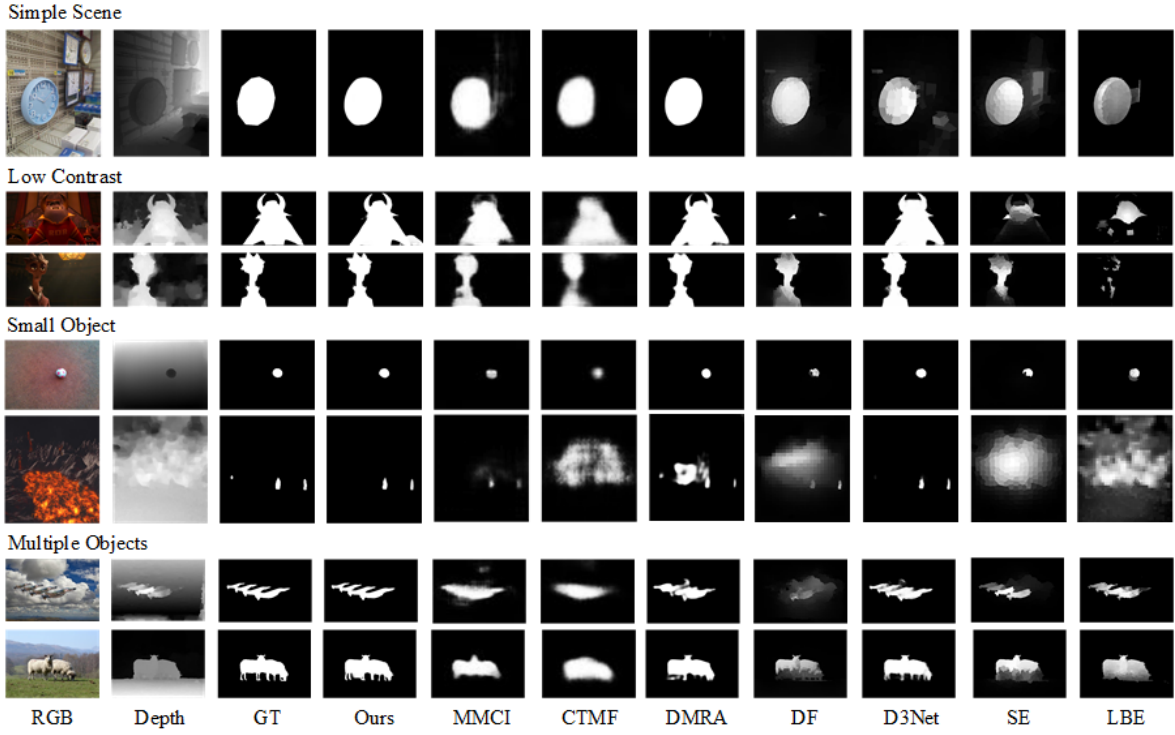 Simple Scene
Low Contrast
Small Object
Multiple Objects
RGB Depth GT Ours MMCI CTMF DMRA DF D3Net SE LBE